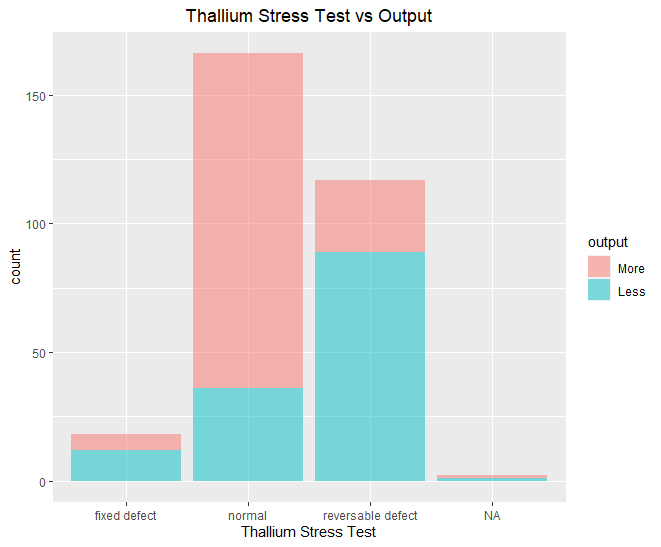 Thallium Stress Test vs Output
150
100
50
0
count
fixed defect
normal
reversable defect
NA
Thallium Stress Test
output
More
Less